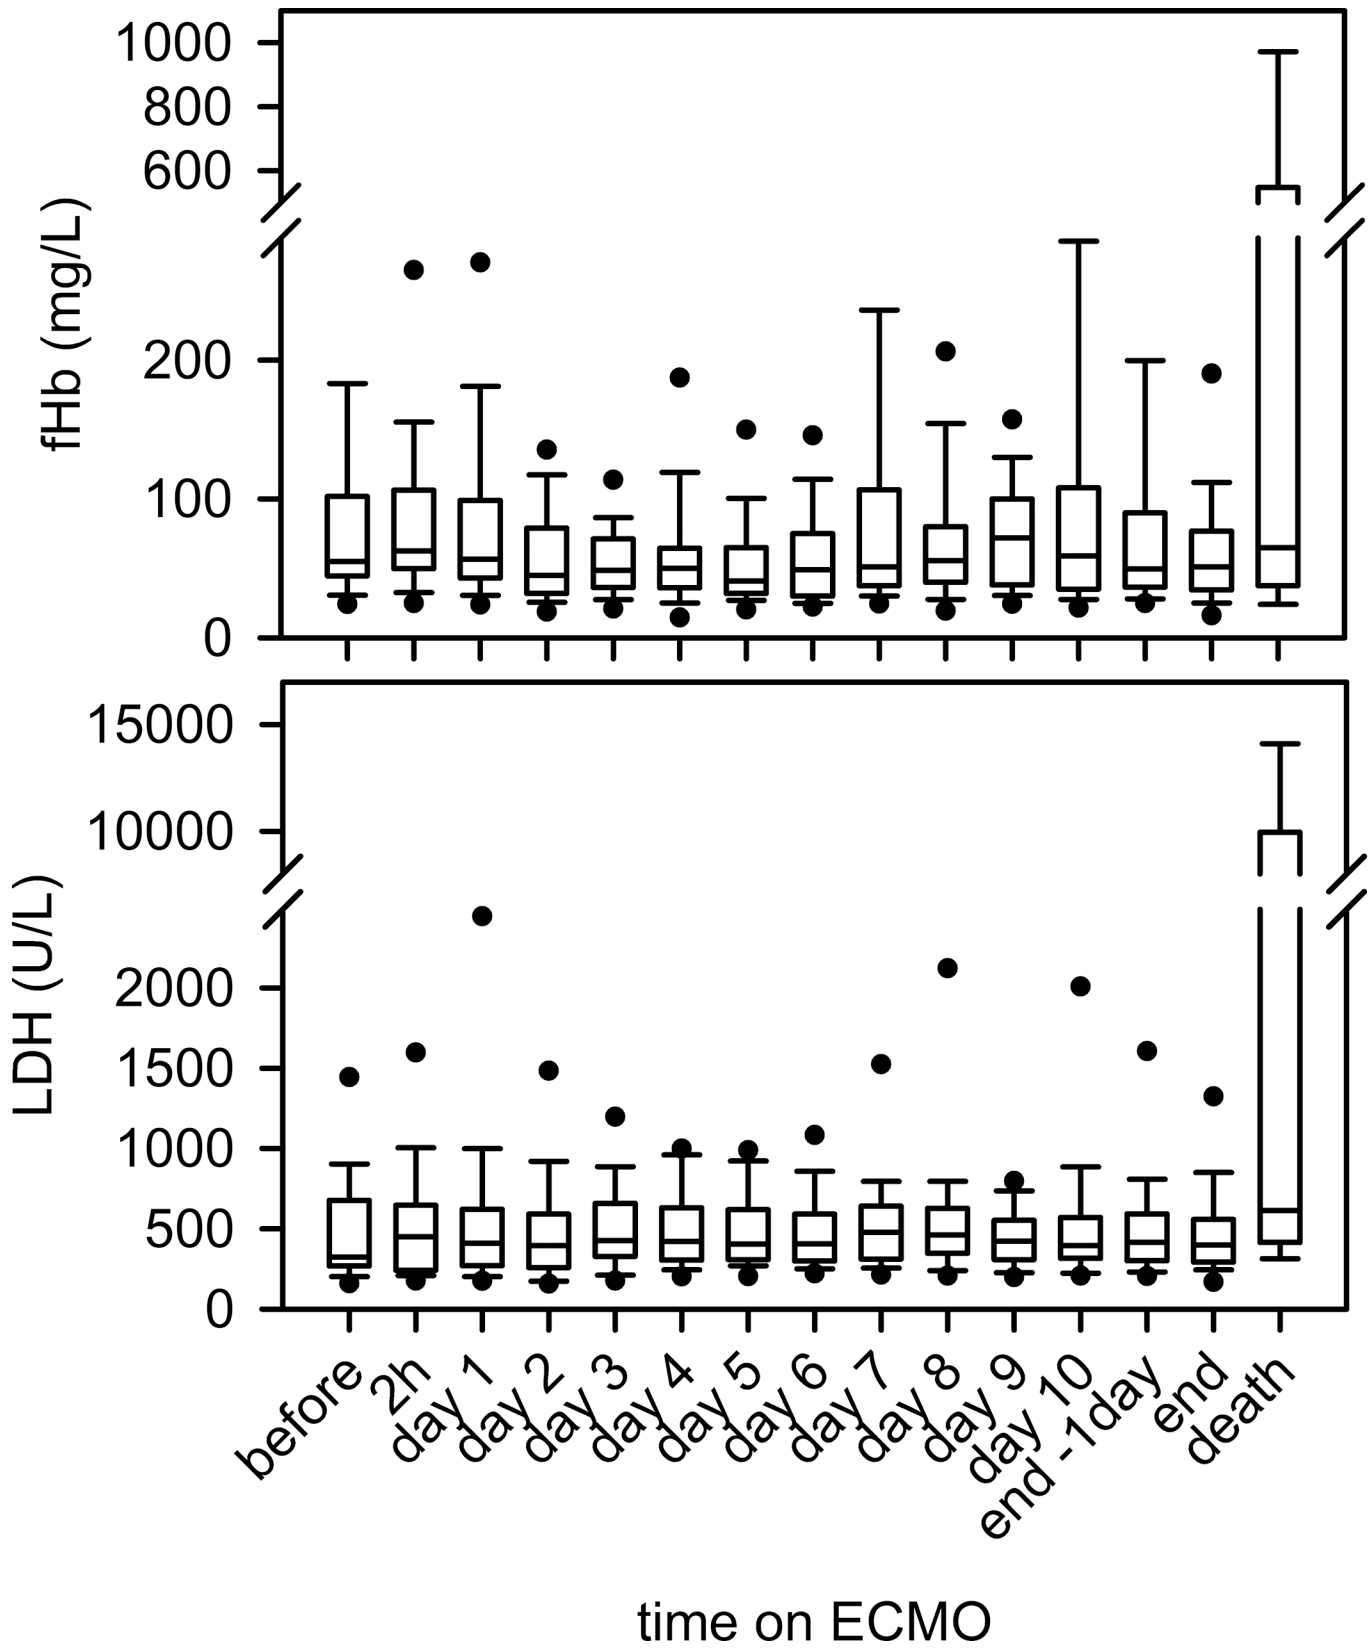 1000
800
600
200
100
0
fHb (mg/L)
15000
10000
2000
1500
1000
500
0
LDH (U/L)
before
2h
day 1
day 2
day 3
day 4
day 5
day 6
day 7
day 8
day 9
day 10
end -1day
end
death
time on ECMO